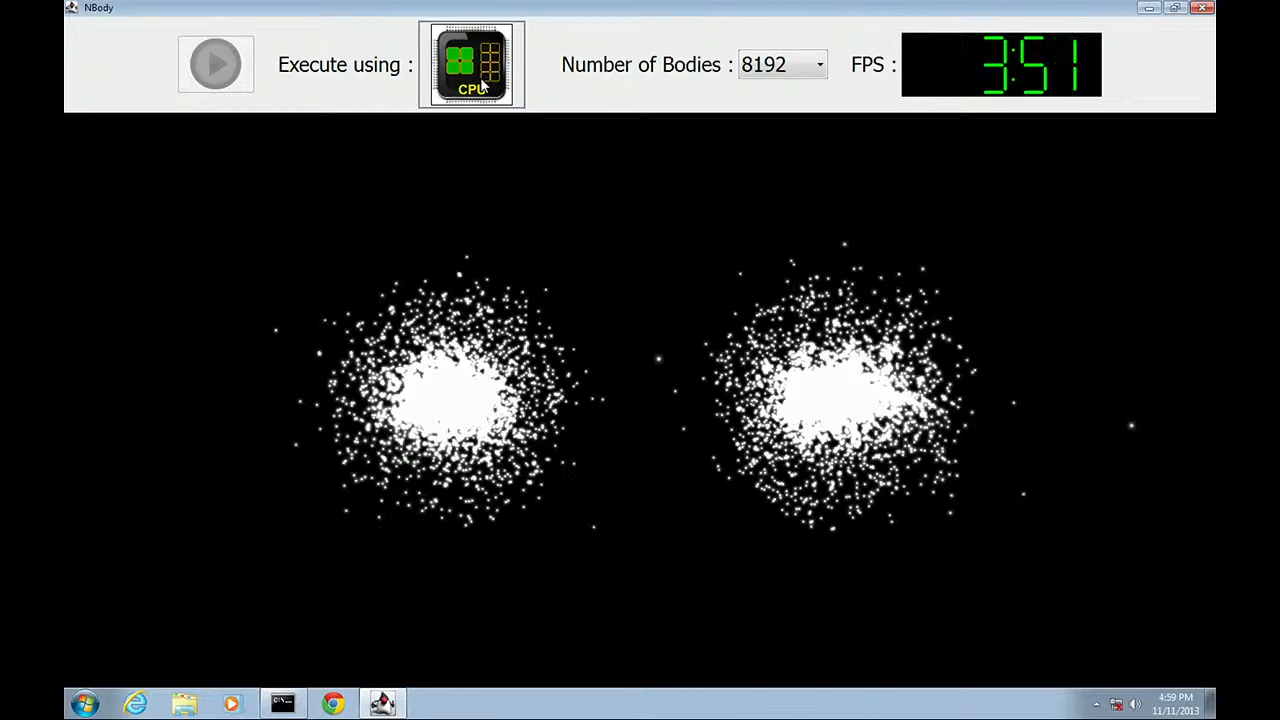 NBody
Execute using :
CPU
Number of Bodies :
8192
FPS :
3:51
C:\
4:59 PM
11/11/2013